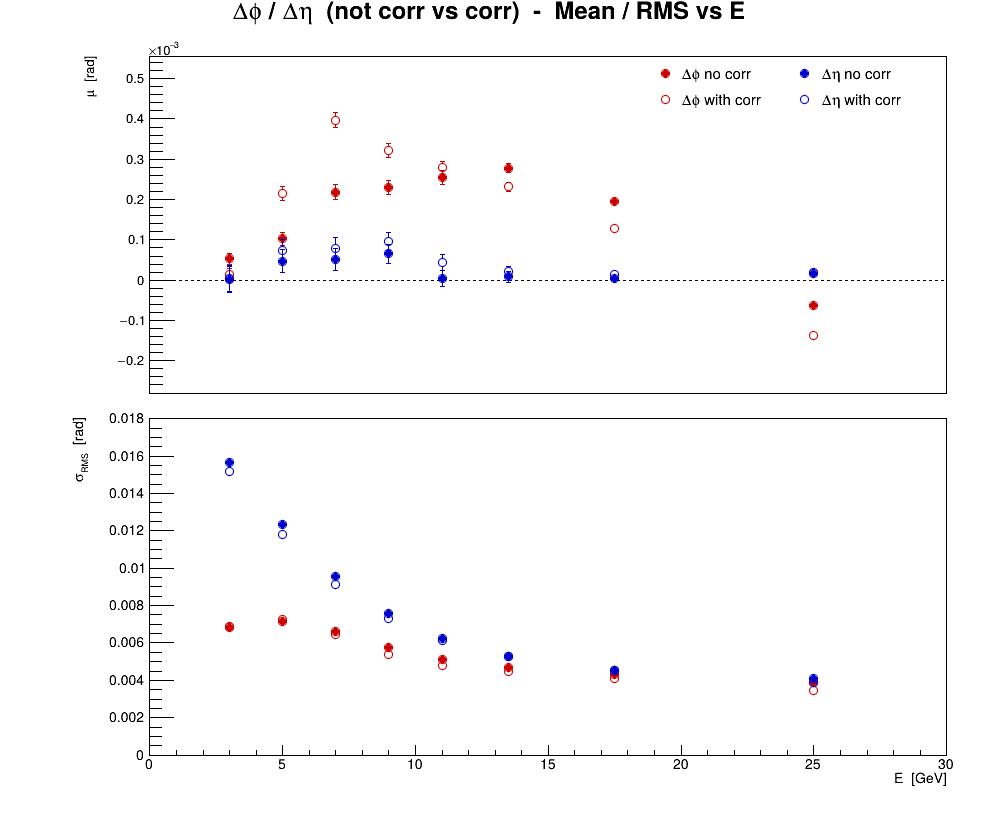 Δϕ / Δη (not corr vs corr) - Mean / RMS vs E
×10⁻³
μ [rad]
0.5
0.4
0.3
0.2
0.1
0
−0.1
−0.2
Δϕ no corr
Δη no corr
Δϕ with corr
Δη with corr
σRMS [rad]
0.018
0.016
0.014
0.012
0.01
0.008
0.006
0.004
0.002
0
0 5 10 15 20 25 30
E [GeV]